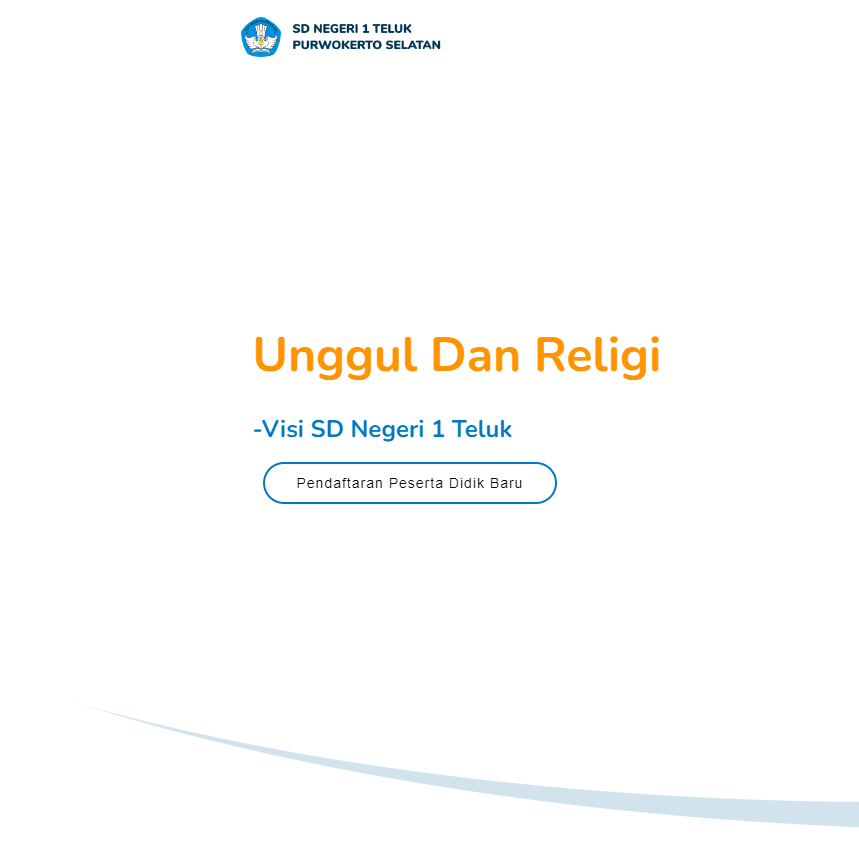 SD NEGERI 1 TELUK
PURWOKERTO SELATAN
Unggul Dan Religi
-Visi SD Negeri 1 Teluk
Pendaftaran Peserta Didik Baru